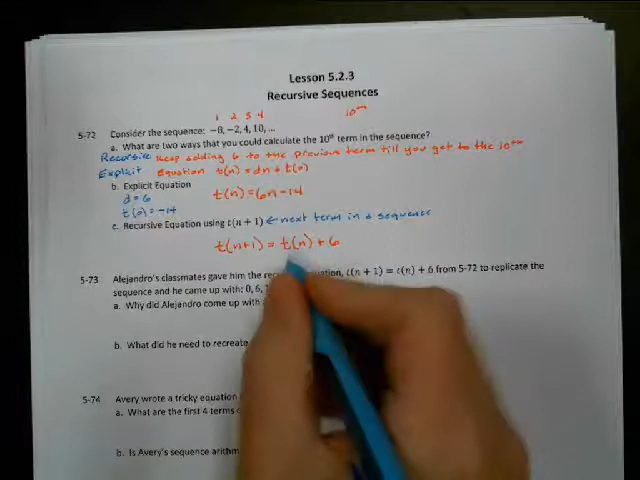 Lesson 5.2.3
Recursive Sequences
1 2 3 4 10th
5-72 Consider the sequence: −8, −2, 4, 10, ...
a. What are two ways that you could calculate the 10th term in the sequence?
Recursive Keep adding 6 to the previous term till you get to the 10th
Explicit Equation t(n) = dn + t(0)
b. Explicit Equation
d = 6 t(n) = 6n - 14
t(0) = -14
c. Recursive Equation using t(n + 1) ← next term in a sequence
t(n+1) = t(n) + 6
5-73 Alejandro's classmates gave him the t(n + 1) = t(n) + 6 from 5-72 to replicate the
sequence and he came up with: 0, 6,
a. Why did Alejandro come up with
b. What did he need to recreate
5-74 Avery wrote a tricky equation
a. What are the first 4 terms
b. Is Avery's sequence